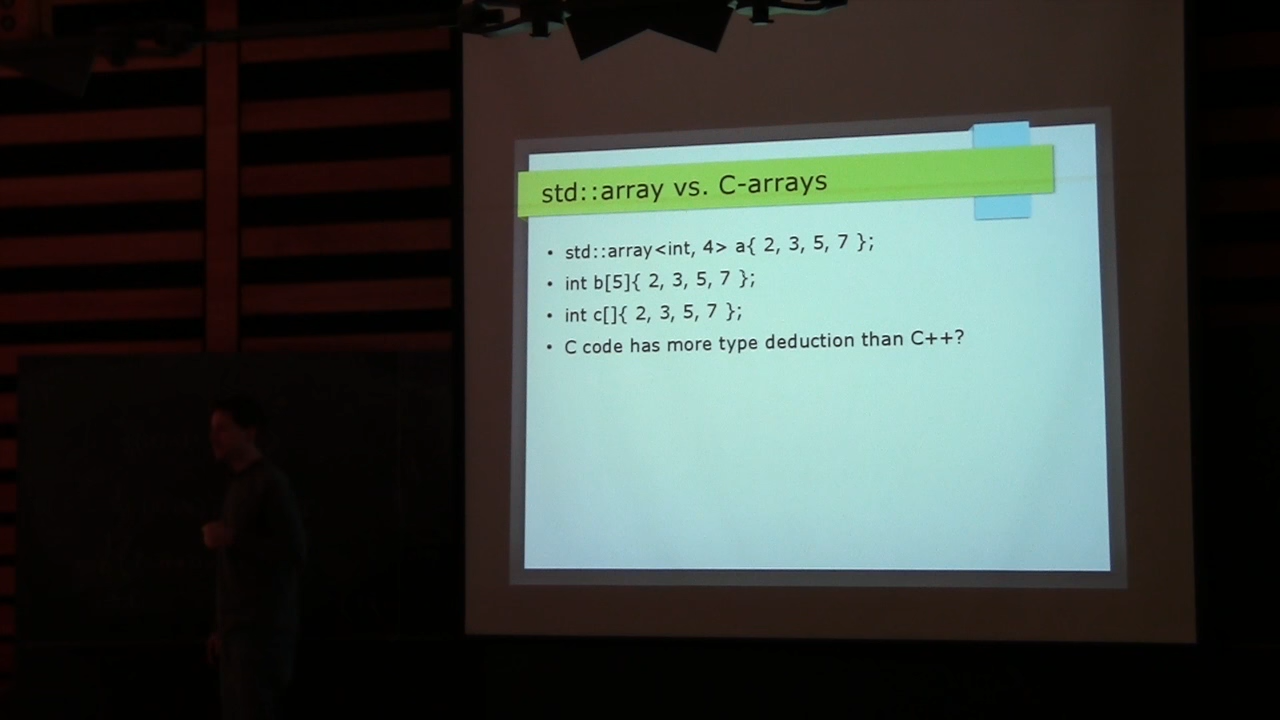 std::array vs. C-arrays
• std::array<int, 4> a{ 2, 3, 5, 7 };
• int b[5]{ 2, 3, 5, 7 };
• int c[]{ 2, 3, 5, 7 };
• C code has more type deduction than C++?